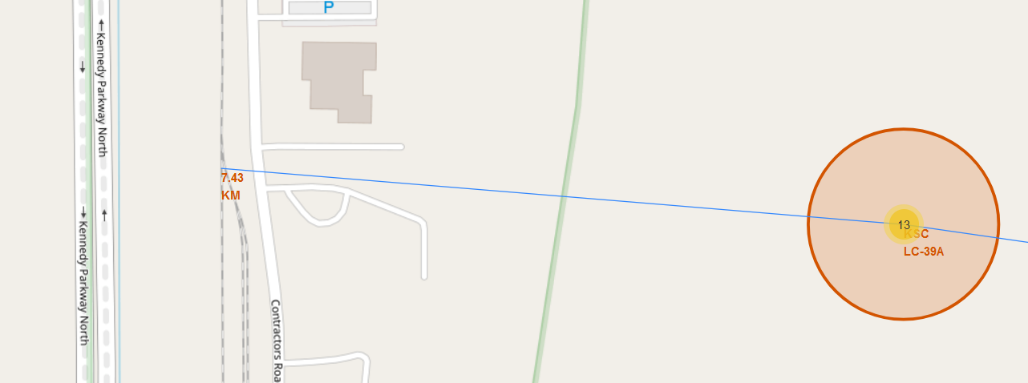 P
Kennedy Parkway North
7.43
KM
13
KSC
LC-39A
Kennedy Parkway North
Contractors Roa